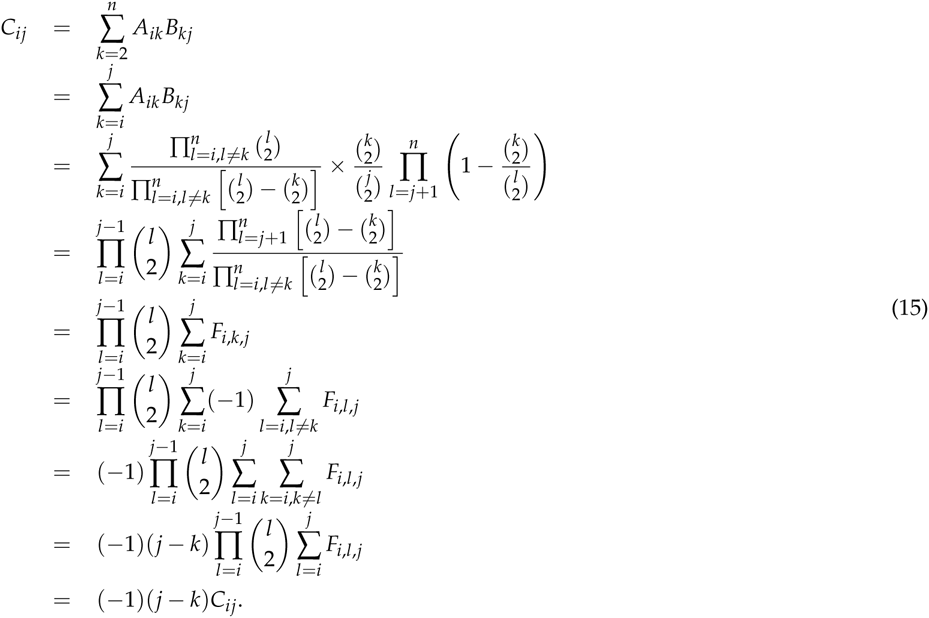 C_{ij} = \sum_{k=2}^{n} A_{ik} B_{kj}
= \sum_{k=i}^{j} A_{ik} B_{kj}
= \sum_{k=i}^{j} \frac{\prod_{l=i,l\neq k}^{n} \binom{l}{2}}{\prod_{l=i,l\neq k}^{n} \left[\binom{l}{2} - \binom{k}{2}\right]} \times \frac{\binom{k}{2}}{\binom{j}{2}} \prod_{l=j+1}^{n} \left(1 - \frac{\binom{k}{2}}{\binom{l}{2}}\right)
= \prod_{l=i}^{j-1} \binom{l}{2} \sum_{k=i}^{j} \frac{\prod_{l=j+1}^{n} \left[\binom{l}{2} - \binom{k}{2}\right]}{\prod_{l=i,l\neq k}^{n} \left[\binom{l}{2} - \binom{k}{2}\right]}
= \prod_{l=i}^{j-1} \binom{l}{2} \sum_{k=i}^{j} F_{i,k,j} (15)
= \prod_{l=i}^{j-1} \binom{l}{2} \sum_{k=i}^{j} (-1) \sum_{l=i,l\neq k}^{j} F_{i,l,j}
= (-1) \prod_{l=i}^{j-1} \binom{l}{2} \sum_{l=i}^{j} \sum_{k=i,k\neq l}^{j} F_{i,l,j}
= (-1)(j-k) \prod_{l=i}^{j-1} \binom{l}{2} \sum_{l=i}^{j} F_{i,l,j}
= (-1)(j-k)C_{ij}.